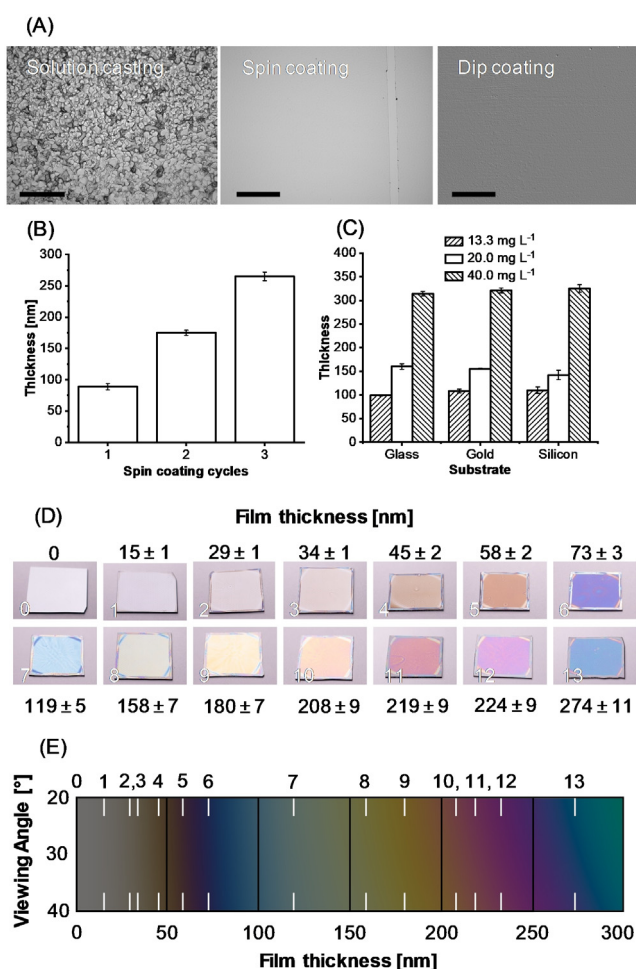 (A)
Solution casting
Spin coating
Dip coating
(B)
300
250
200
150
100
50
0
Thickness [nm]
1 2 3
Spin coating cycles
(C)
13.3 mg L⁻¹
20.0 mg L⁻¹
40.0 mg L⁻¹
400
350
300
250
200
150
100
50
0
Thickness
Glass Gold Silicon
Substrate
(D)
Film thickness [nm]
0 15 ± 1 29 ± 1 34 ± 1 45 ± 2 58 ± 2 73 ± 3
0 1 2 3 4 5 6
7 8 9 10 11 12 13
119 ± 5 158 ± 7 180 ± 7 208 ± 9 219 ± 9 224 ± 9 274 ± 11
(E)
0 1 2,3 4 5 6 7 8 9 10, 11, 12 13
20
30
40
Viewing Angle [°]
0 50 100 150 200 250 300
Film thickness [nm]